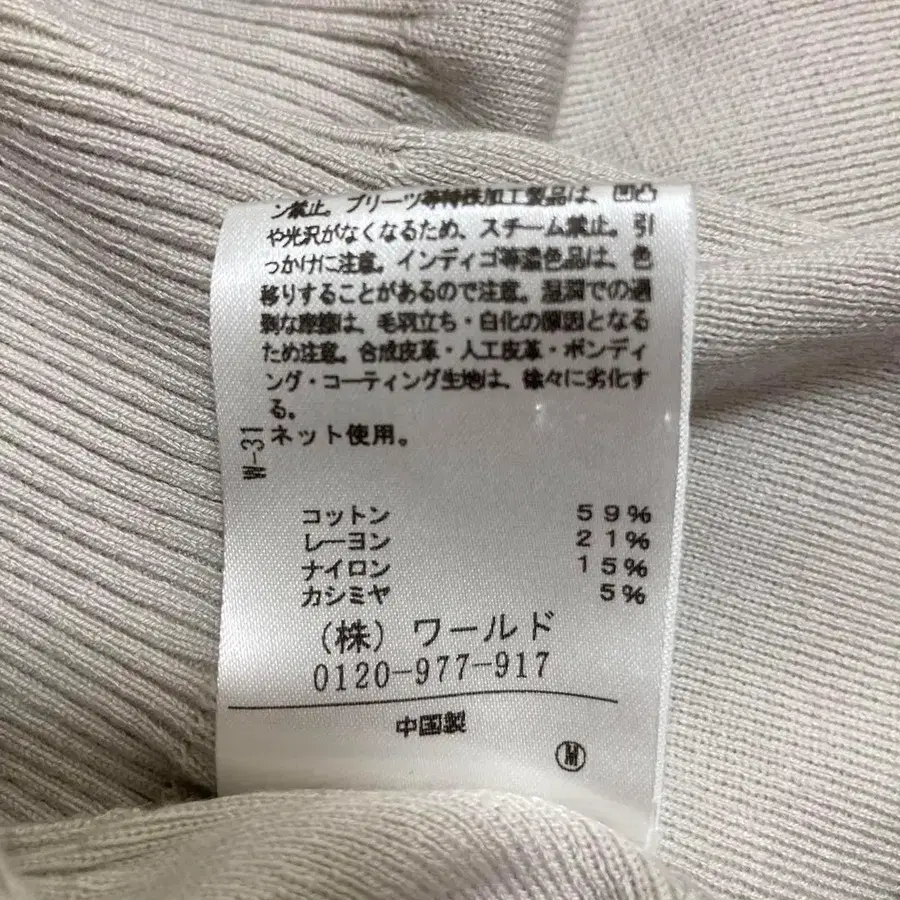 ン禁止。プリーツ等特殊加工製品は、凹凸
や光沢がなくなるため、スチーム禁止。引
っかけに注意。インディゴ等濃色品は、色
移りすることがあるので注意。湿潤での過
剰な摩擦は、毛羽立ち・白化の原因となる
ため注意。合成皮革・人工皮革・ボンディ
ング・コーティング生地は、徐々に劣化す
る。
ネット使用。
W-31
コットン 59%
レーヨン 21%
ナイロン 15%
カシミヤ 5%
(株)ワールド
0120-977-917
中国製
M